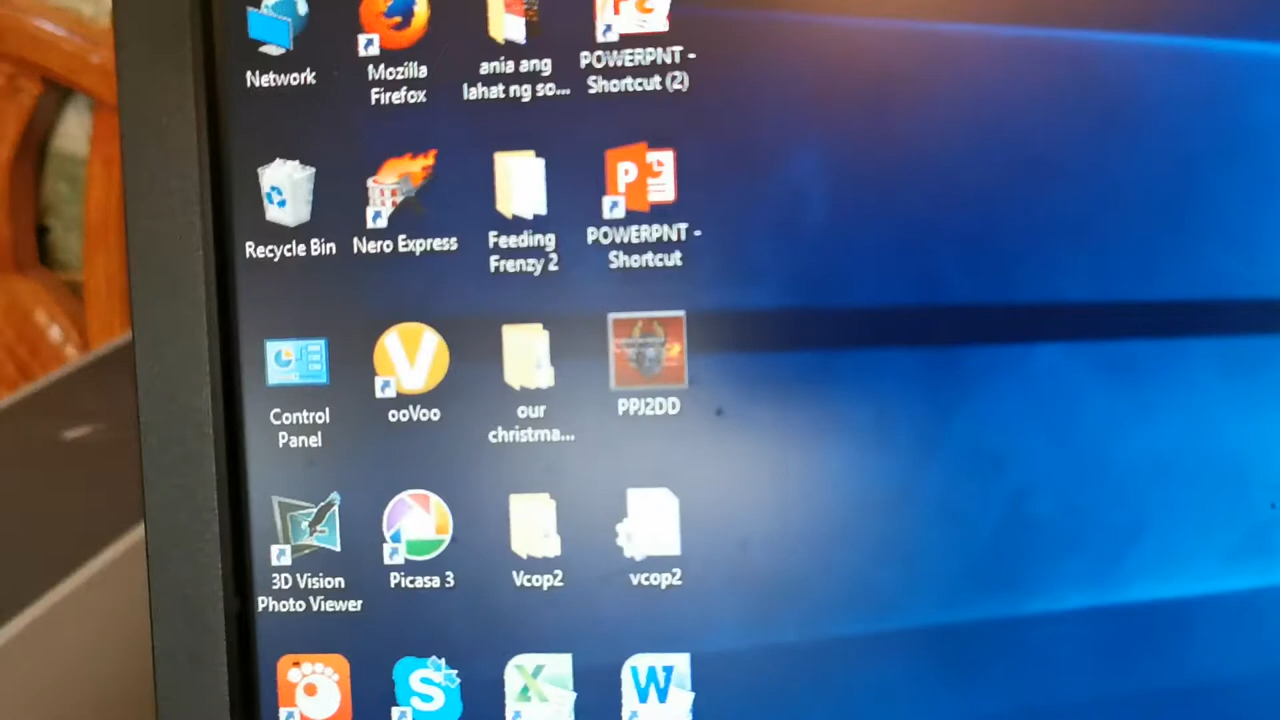 Network
Mozilla
Firefox
ania ang
lahat ng so...
POWERPNT -
Shortcut (2)
Recycle Bin
Nero Express
Feeding
Frenzy 2
POWERPNT -
Shortcut
Control
Panel
ooVoo
our
christma...
PPJ2DD
3D Vision
Photo Viewer
Picasa 3
Vcop2
vcop2